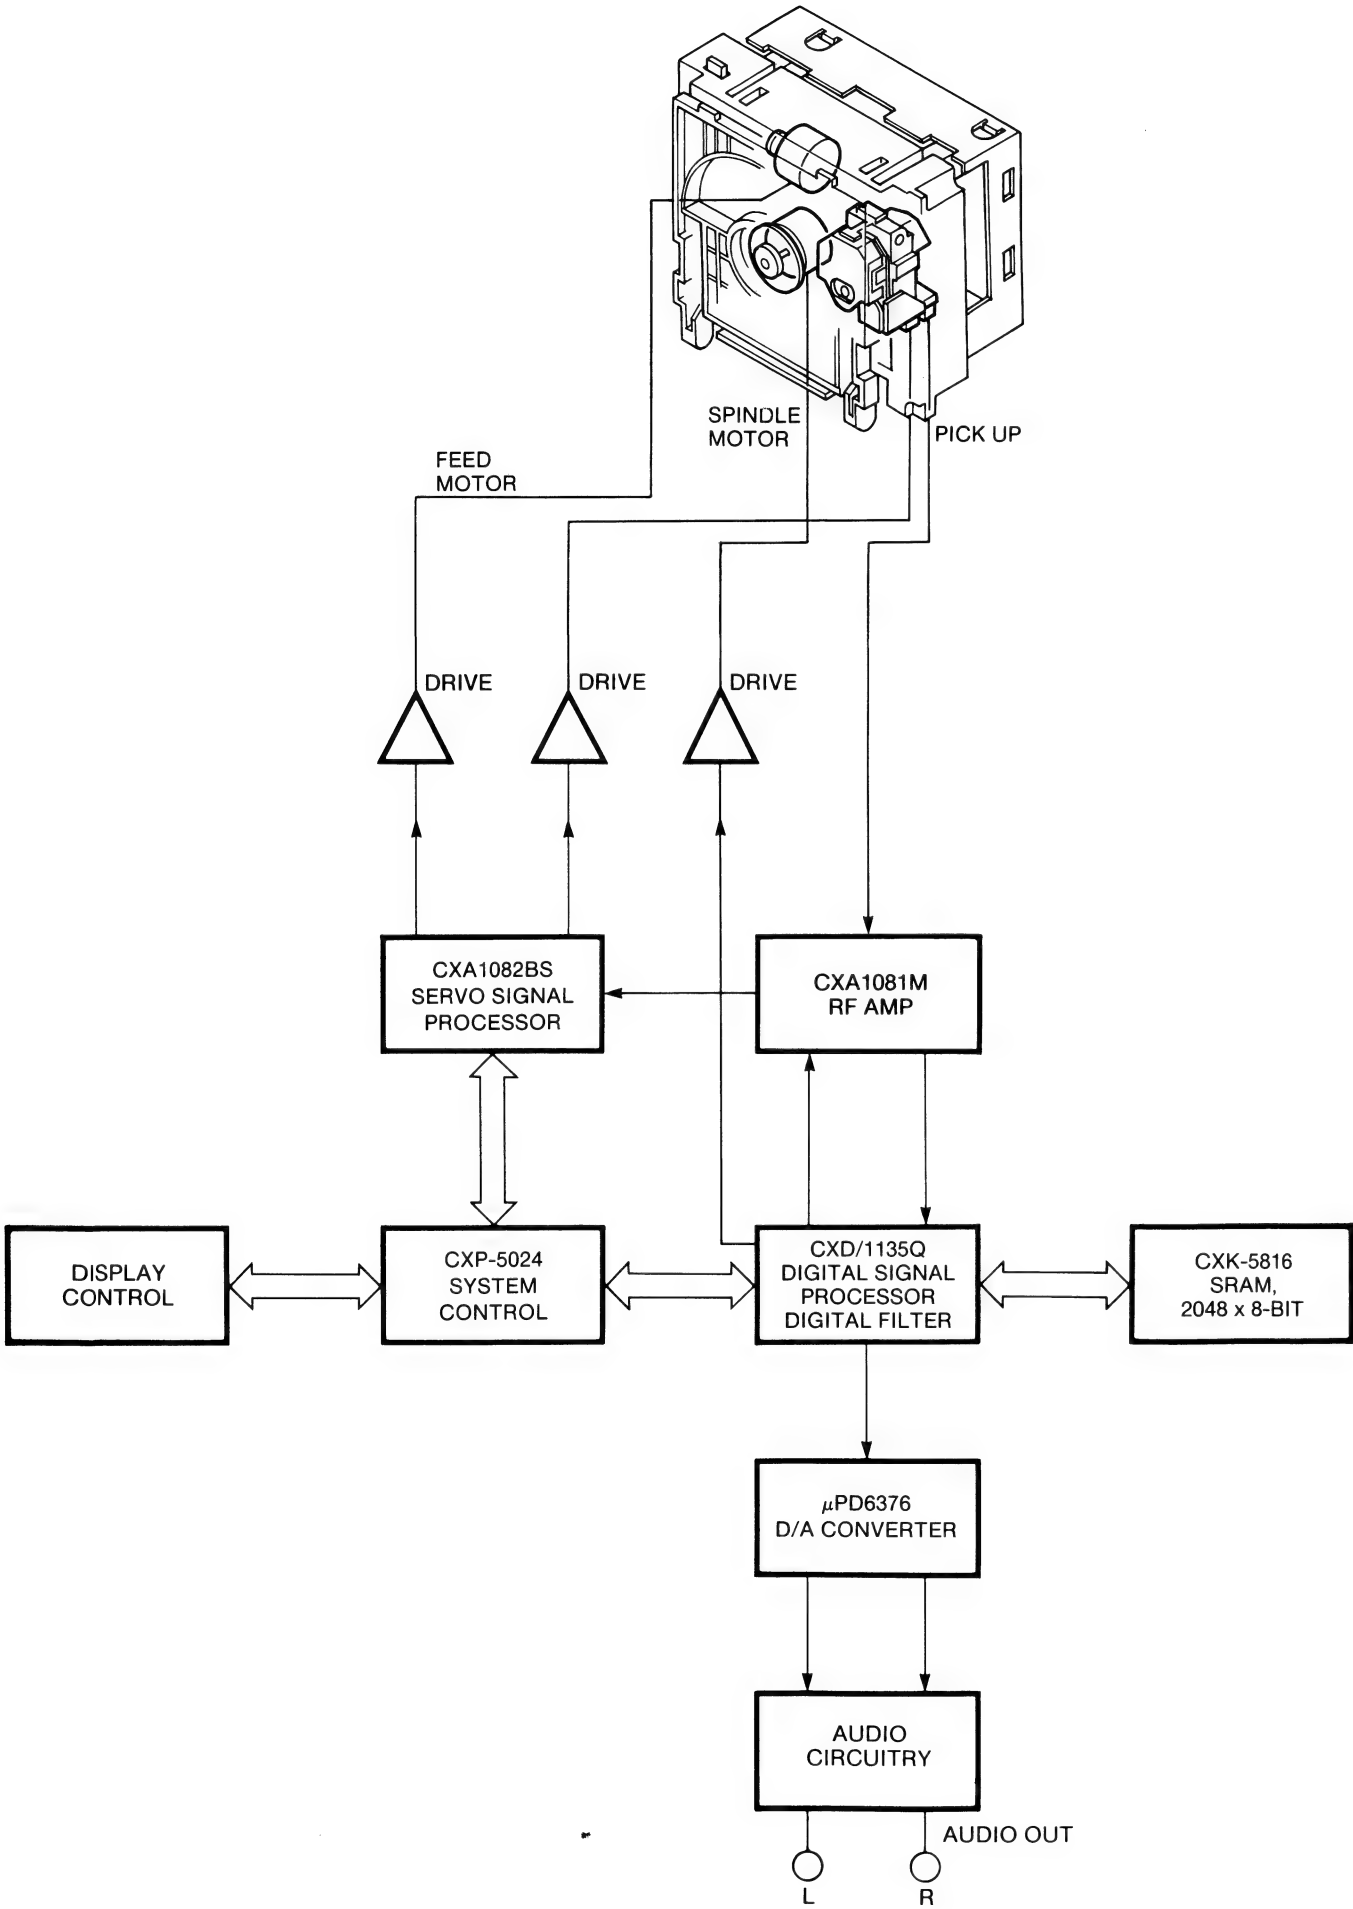 SPINDLE
MOTOR
PICK UP
FEED
MOTOR
DRIVE
DRIVE
DRIVE
CXA1082BS
SERVO SIGNAL
PROCESSOR
CXA1081M
RF AMP
DISPLAY
CONTROL
CXP-5024
SYSTEM
CONTROL
CXD/1135Q
DIGITAL SIGNAL
PROCESSOR
DIGITAL FILTER
CXK-5816
SRAM,
2048 x 8-BIT
μPD6376
D/A CONVERTER
AUDIO
CIRCUITRY
AUDIO OUT
L
R